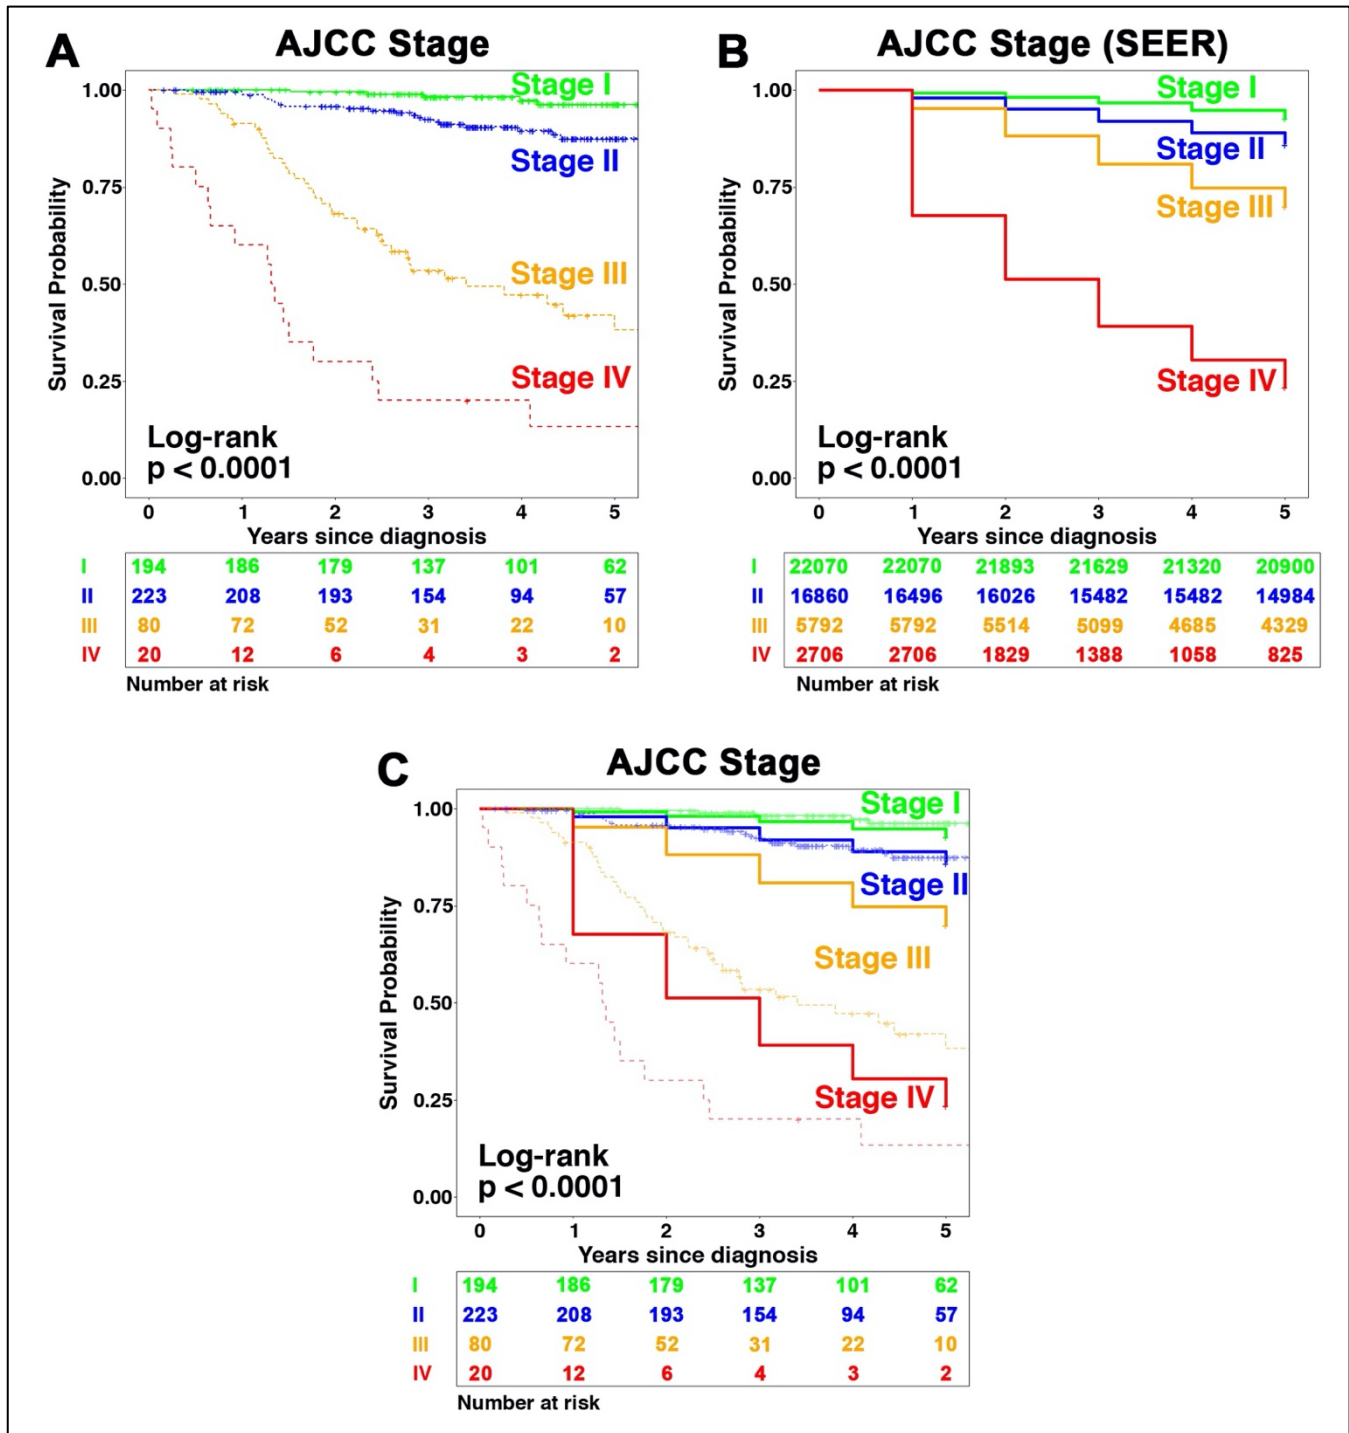 A AJCC Stage
1.00
0.75
0.50
0.25
0.00
Survival Probability
Stage I
Stage II
Stage III
Stage IV
Log-rank
p < 0.0001
0 1 2 3 4 5
Years since diagnosis
I 194 186 179 137 101 62
II 223 208 193 154 94 57
III 80 72 52 31 22 10
IV 20 12 6 4 3 2
Number at risk
B AJCC Stage (SEER)
1.00
0.75
0.50
0.25
0.00
Survival Probability
Stage I
Stage II
Stage III
Stage IV
Log-rank
p < 0.0001
0 1 2 3 4 5
Years since diagnosis
I 22070 22070 21893 21629 21320 20900
II 16860 16496 16026 15482 15482 14984
III 5792 5792 5514 5099 4685 4329
IV 2706 2706 1829 1388 1058 825
Number at risk
C AJCC Stage
1.00
0.75
0.50
0.25
0.00
Survival Probability
Stage I
Stage II
Stage III
Stage IV
Log-rank
p < 0.0001
0 1 2 3 4 5
Years since diagnosis
I 194 186 179 137 101 62
II 223 208 193 154 94 57
III 80 72 52 31 22 10
IV 20 12 6 4 3 2
Number at risk